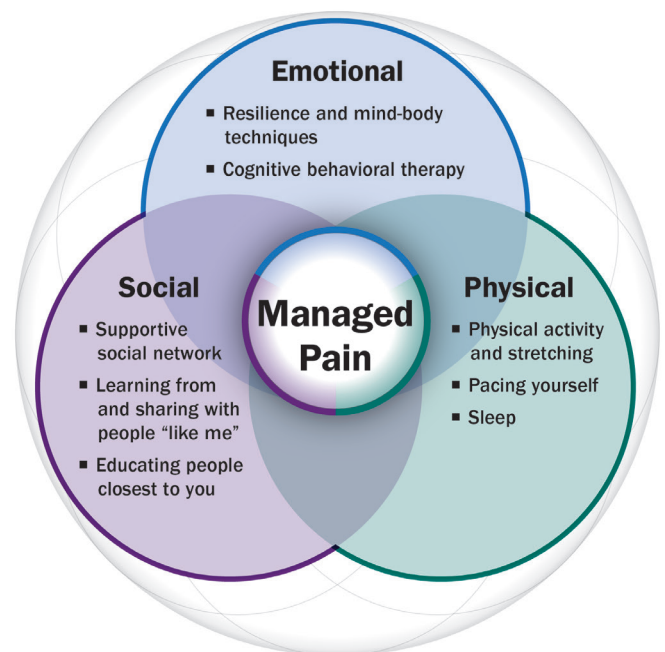 Emotional
▪ Resilience and mind-body
techniques
▪ Cognitive behavioral therapy
Social
▪ Supportive
social network
▪ Learning from
and sharing with
people “like me”
▪ Educating people
closest to you
Managed
Pain
Physical
▪ Physical activity
and stretching
▪ Pacing yourself
▪ Sleep